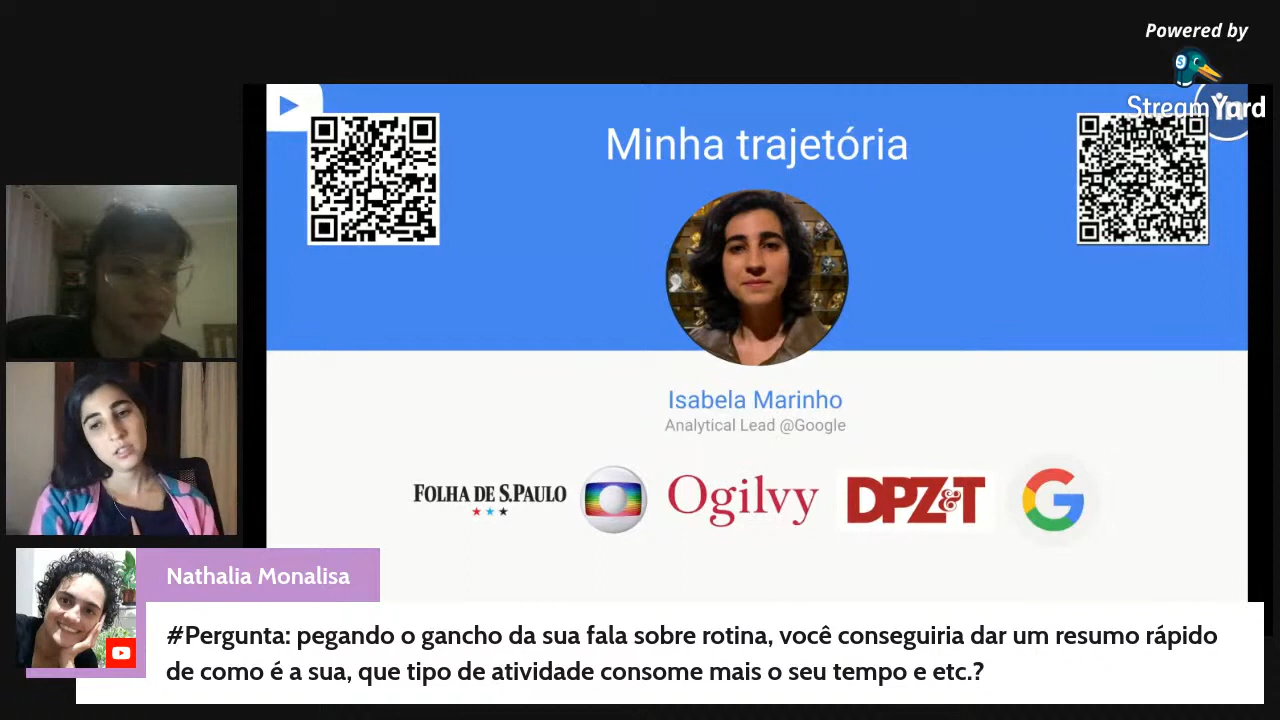 Powered by
StreamYard
Minha trajetória
Isabela Marinho
Analytical Lead @Google
FOLHA DE S.PAULO
Ogilvy
DPZ&T
G
Nathalia Monalisa
#Pergunta: pegando o gancho da sua fala sobre rotina, você conseguiria dar um resumo rápido
de como é a sua, que tipo de atividade consome mais o seu tempo e etc.?